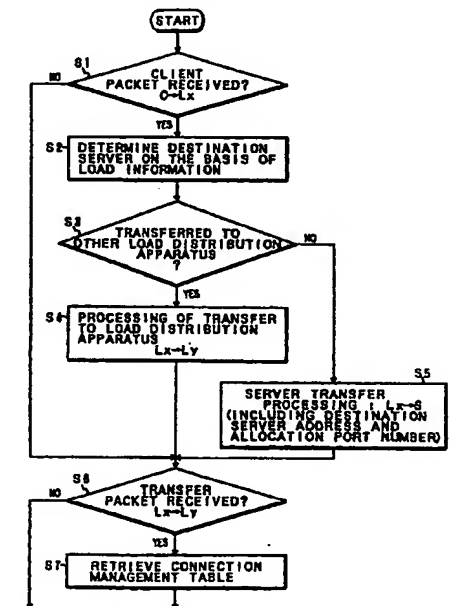 START
S1
NO
CLIENT
PACKET RECEIVED?
C→Lx
YES
S2
DETERMINE DESTINATION
SERVER ON THE BASIS OF
LOAD INFORMATION
S3
TRANSFERRED TO
OTHER LOAD DISTRIBUTION
APPARATUS
?
NO
YES
S4
PROCESSING OF TRANSFER
TO LOAD DISTRIBUTION
APPARATUS
Lx→Ly
S5
SERVER TRANSFER
PROCESSING : Lx→S
(INCLUDING DESTINATION
SERVER ADDRESS AND
ALLOCATION PORT NUMBER)
S6
NO
TRANSFER
PACKET RECEIVED?
Lx→Ly
YES
S7
RETRIEVE CONNECTION
MANAGEMENT TABLE